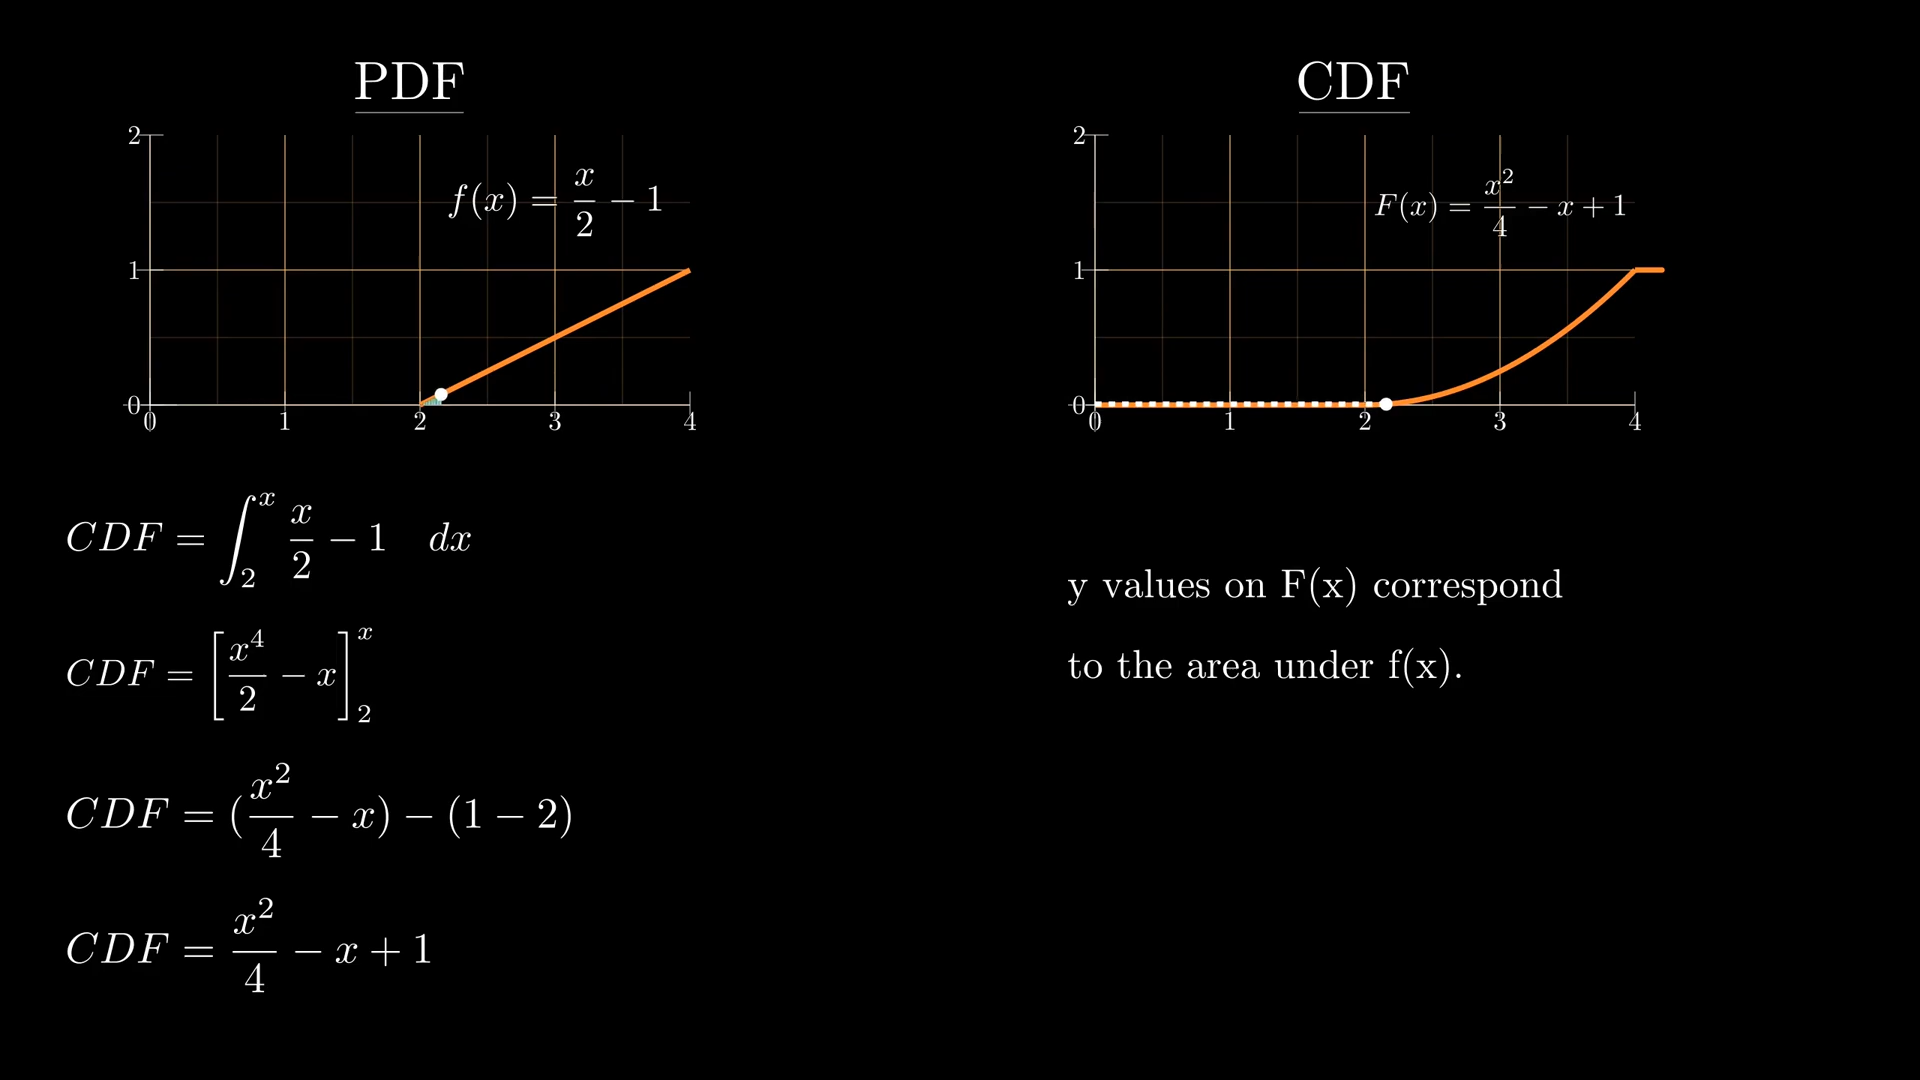 PDF
2
1
0
0 1 2 3 4
f(x) = x/2 − 1
CDF
2
1
0
0 1 2 3 4
F(x) = x²/4 − x + 1
CDF = ∫₂ˣ x/2 − 1 dx
CDF = [x⁴/2 − x]₂ˣ
CDF = (x²/4 − x) − (1 − 2)
CDF = x²/4 − x + 1
y values on F(x) correspond
to the area under f(x).